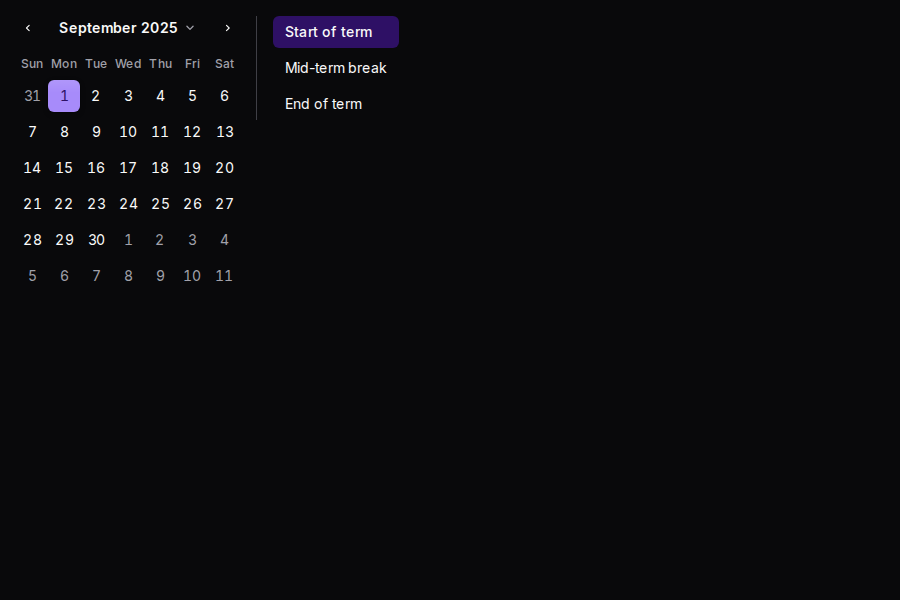 September 2025
Sun Mon Tue Wed Thu Fri Sat
31 1 2 3 4 5 6
7 8 9 10 11 12 13
14 15 16 17 18 19 20
21 22 23 24 25 26 27
28 29 30 1 2 3 4
5 6 7 8 9 10 11
Start of term
Mid-term break
End of term